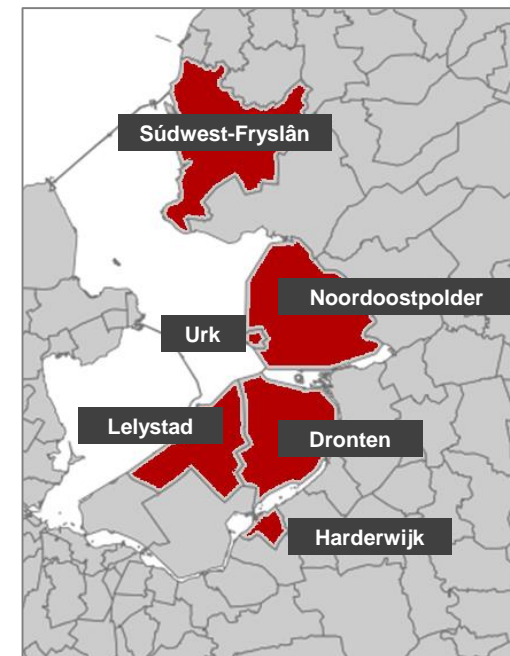 Súdwest-Fryslân
Noordoostpolder
Urk
Lelystad
Dronten
Harderwijk